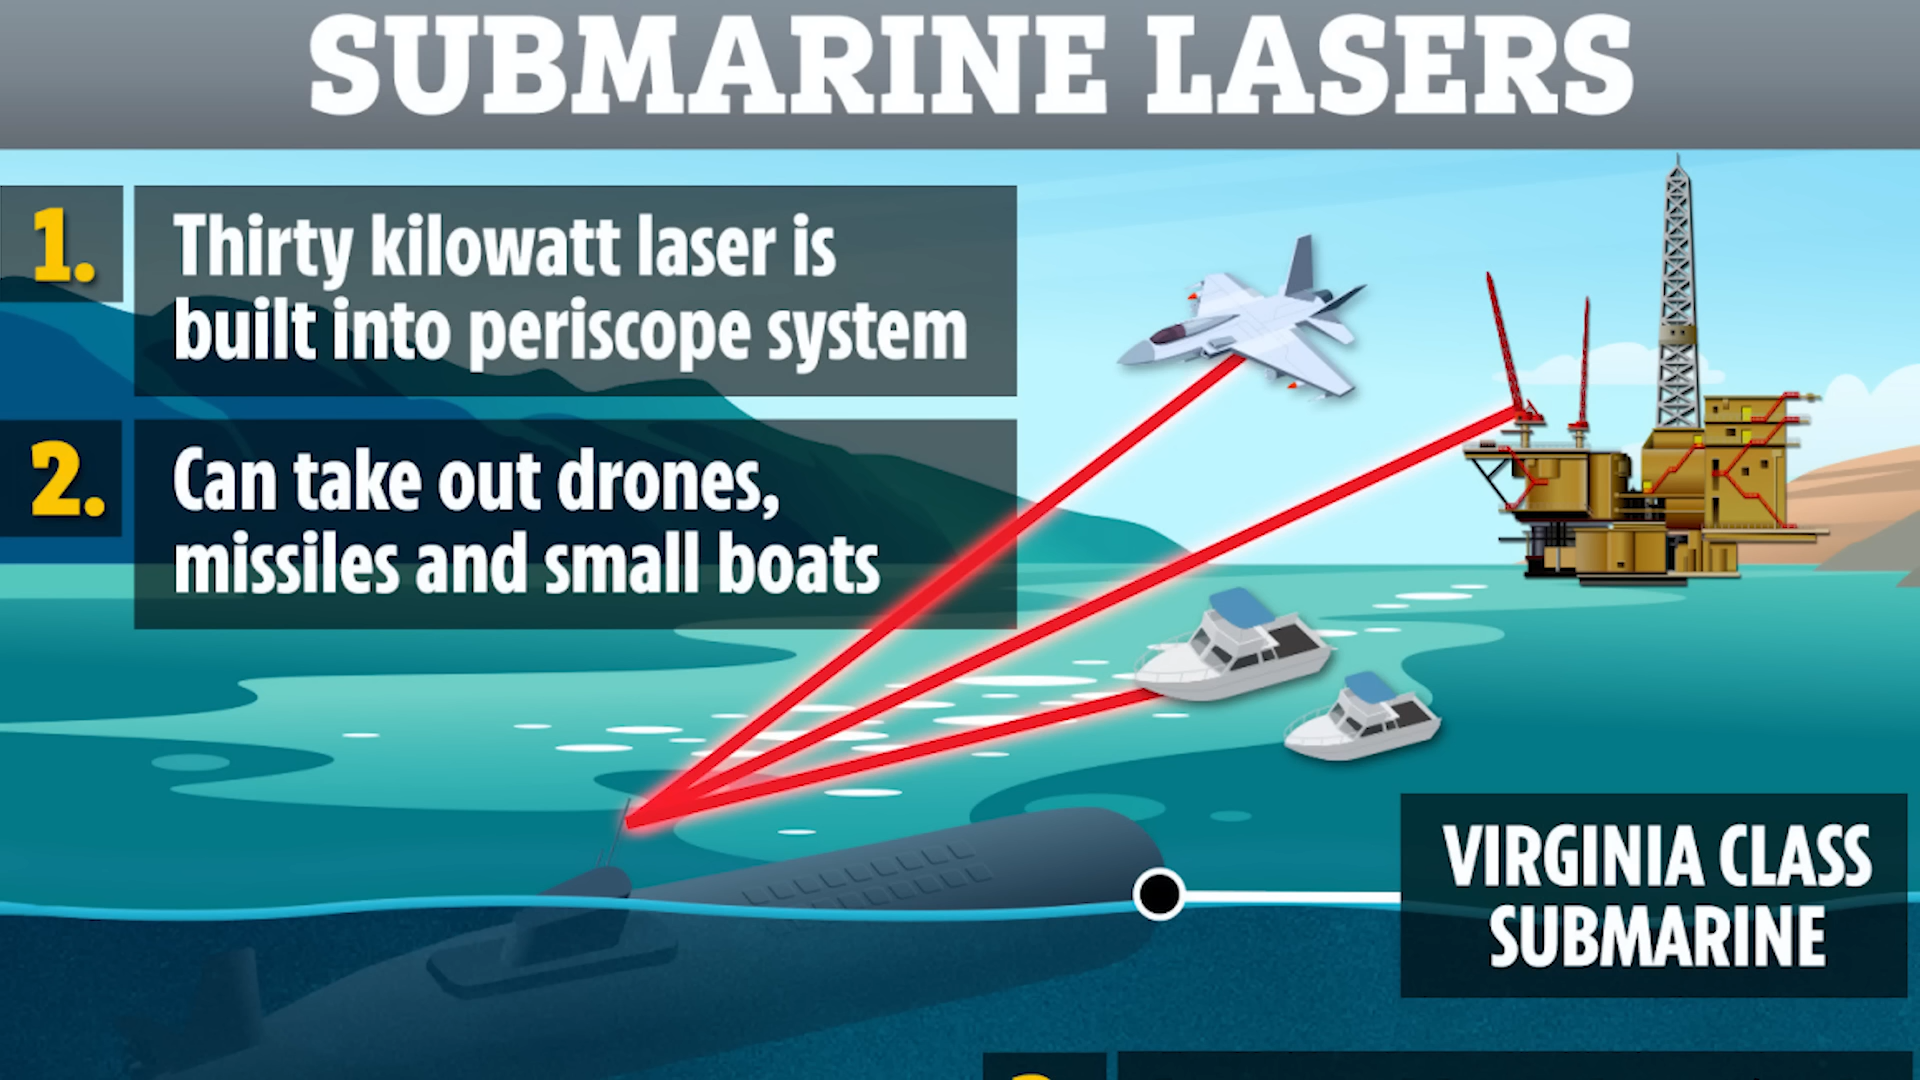 SUBMARINE LASERS
1.
Thirty kilowatt laser is
built into periscope system
2.
Can take out drones,
missiles and small boats
VIRGINIA CLASS
SUBMARINE